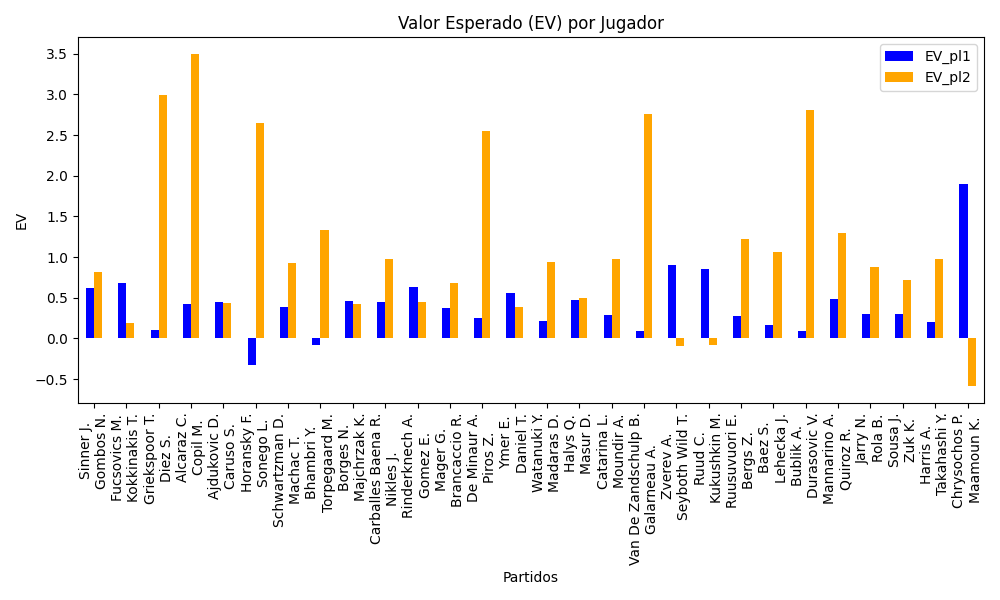 Valor Esperado (EV) por Jugador
EV_pl1
EV_pl2
EV
3.5
3.0
2.5
2.0
1.5
1.0
0.5
0.0
−0.5
Sinner J.
Gombos N.
Fucsovics M.
Kokkinakis T.
Griekspoor T.
Diez S.
Alcaraz C.
Copil M.
Ajdukovic D.
Caruso S.
Horansky F.
Sonego L.
Schwartzman D.
Machac T.
Bhambri Y.
Torpegaard M.
Borges N.
Majchrzak K.
Carballes Baena R.
Nikles J.
Rinderknech A.
Gomez E.
Mager G.
Brancaccio R.
De Minaur A.
Piros Z.
Ymer E.
Daniel T.
Watanuki Y.
Madaras D.
Halys Q.
Masur D.
Catarina L.
Moundir A.
Van De Zandschulp B.
Galarneau A.
Zverev A.
Seyboth Wild T.
Ruud C.
Kukushkin M.
Ruusuvuori E.
Bergs Z.
Baez S.
Lehecka J.
Bublik A.
Durasovic V.
Mannarino A.
Quiroz R.
Jarry N.
Rola B.
Sousa J.
Zuk K.
Harris A.
Takahashi Y.
Chrysochos P.
Maamoun K.
Partidos